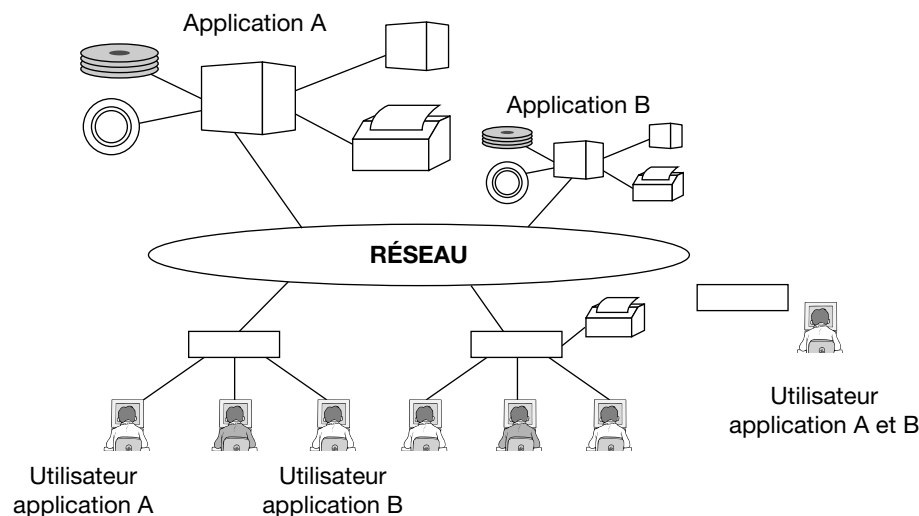 Application A
Application B
RÉSEAU
Utilisateur
application A et B
Utilisateur
application A
Utilisateur
application B